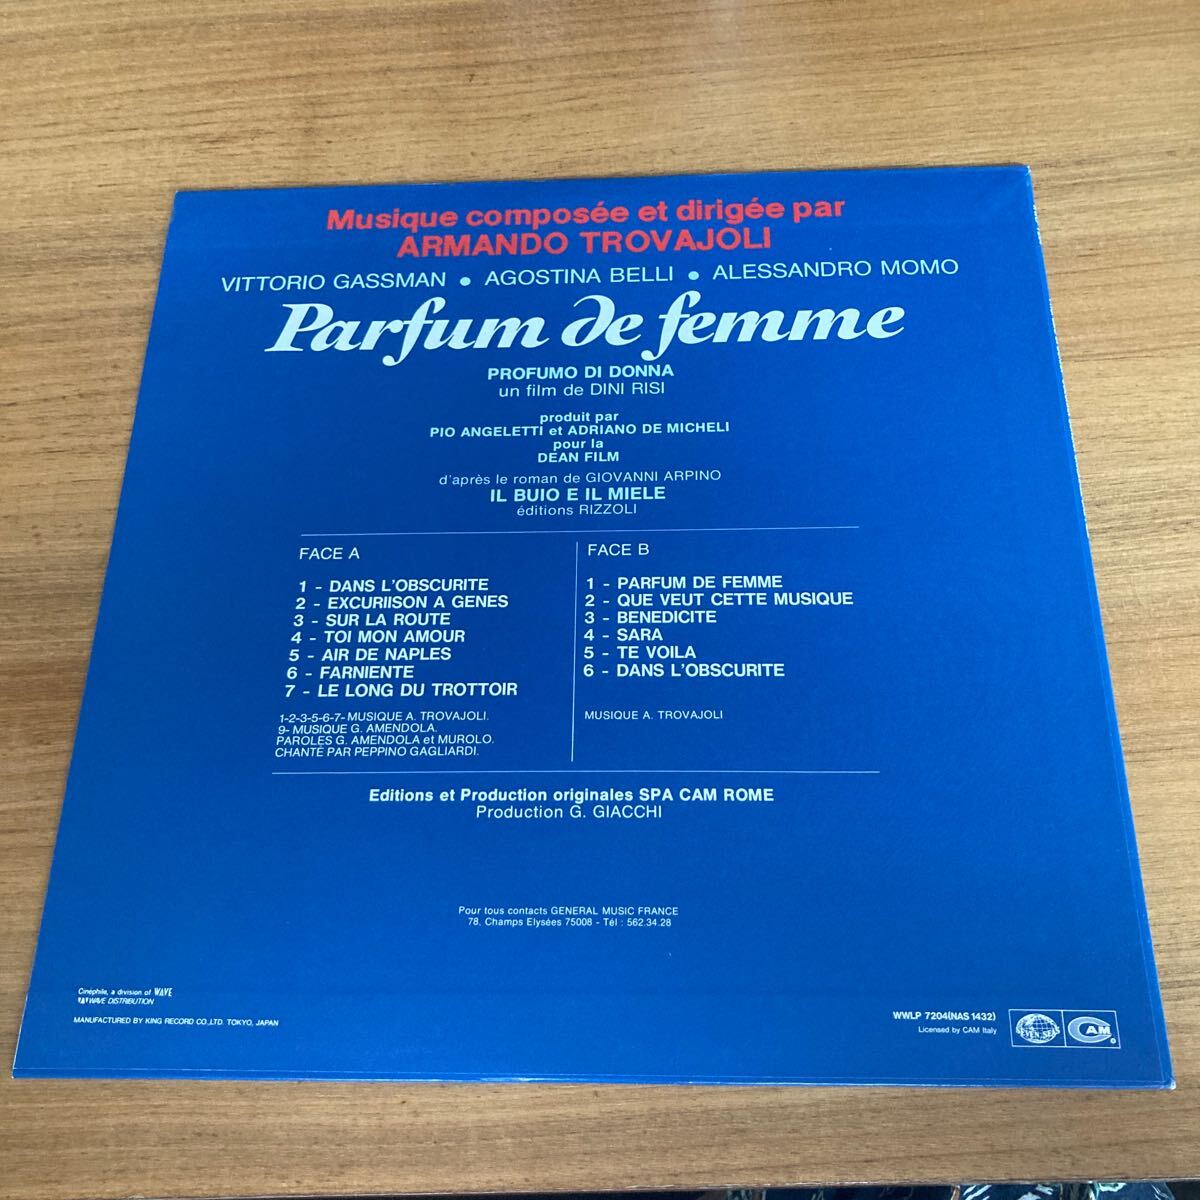 Musique composée et dirigée par
ARMANDO TROVAJOLI
VITTORIO GASSMAN • AGOSTINA BELLI • ALESSANDRO MOMO
Parfum de femme
PROFUMO DI DONNA
un film de DINI RISI
produit par
PIO ANGELETTI et ADRIANO DE MICHELI
pour la
DEAN FILM
d'après le roman de GIOVANNI ARPINO
IL BUIO E IL MIELE
éditions RIZZOLI
FACE A
1 - DANS L'OBSCURITE
2 - EXCURIISON A GENES
3 - SUR LA ROUTE
4 - TOI MON AMOUR
5 - AIR DE NAPLES
6 - FARNIENTE
7 - LE LONG DU TROTTOIR
1-2-3-5-6-7- MUSIQUE A. TROVAJOLI.
9- MUSIQUE G. AMENDOLA.
PAROLES G. AMENDOLA et MUROLO.
CHANTE PAR PEPPINO GAGLIARDI.
FACE B
1 - PARFUM DE FEMME
2 - QUE VEUT CETTE MUSIQUE
3 - BENEDICITE
4 - SARA
5 - TE VOILA
6 - DANS L'OBSCURITE
MUSIQUE A. TROVAJOLI
Editions et Production originales SPA CAM ROME
Production G. GIACCHI
Pour tous contacts GENERAL MUSIC FRANCE
78, Champs Elysées 75008 - Tél : 562.34.28
Cinéphile, a division of WAVE
WAVE DISTRIBUTION
MANUFACTURED BY KING RECORD CO.,LTD. TOKYO, JAPAN
WWLP 7204(NAS 1432)
Licensed by CAM Italy
SEVEN SEAS
CAM